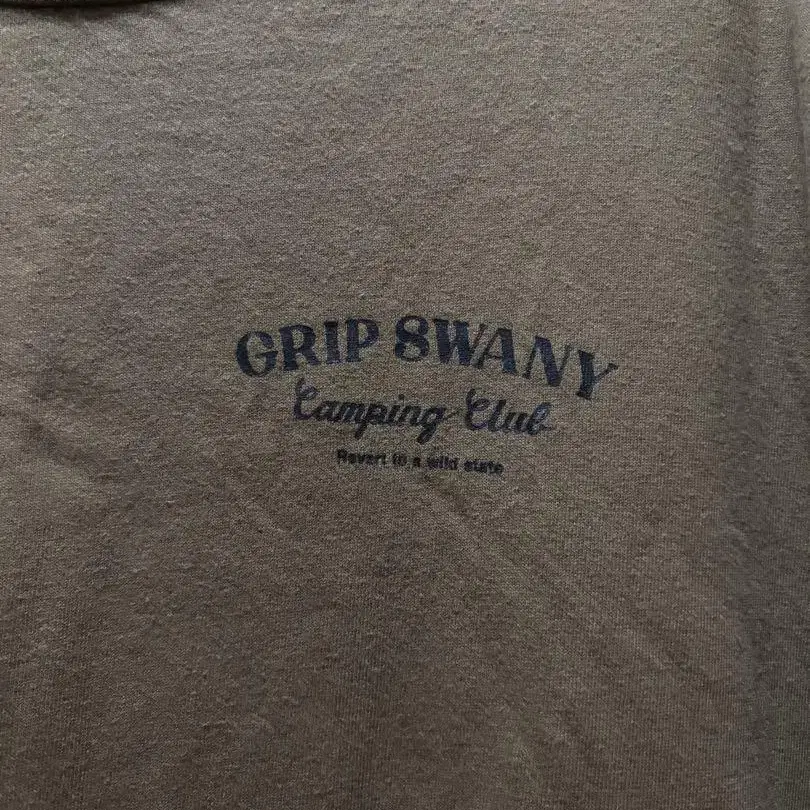 GRIP SWANY
Camping Club
Revert to a wild state